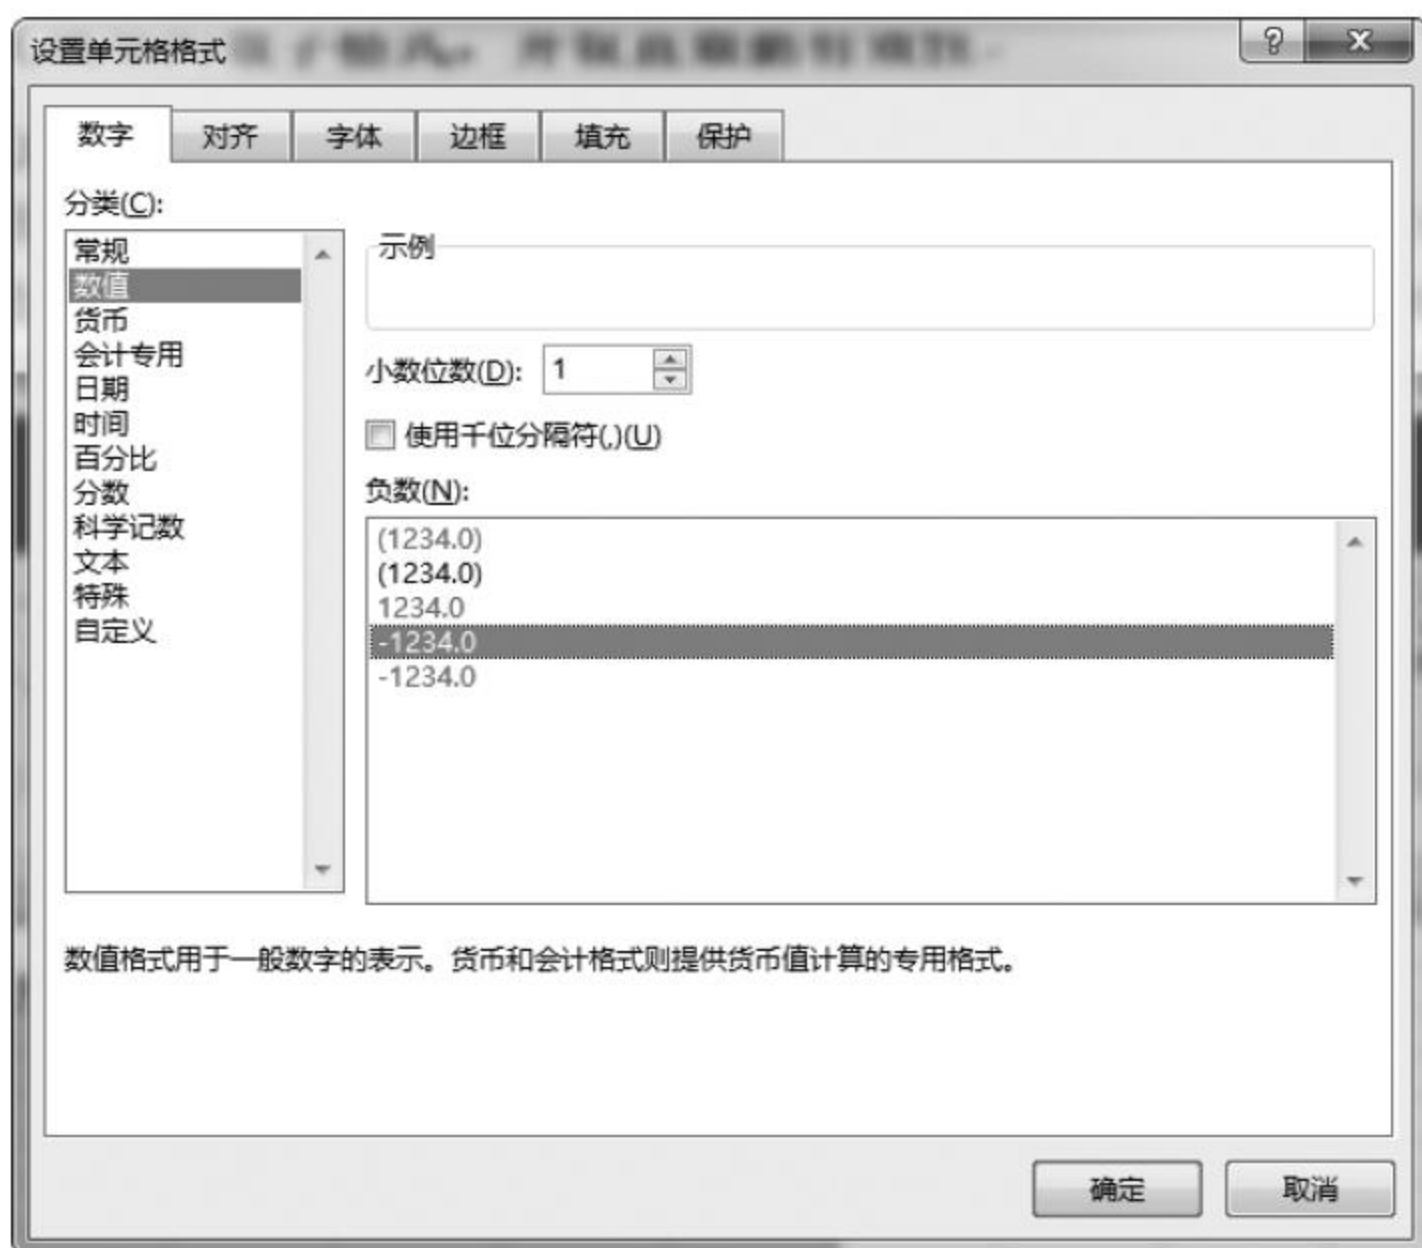 设置单元格格式
数字 对齐 字体 边框 填充 保护
分类(C):
常规
数值
货币
会计专用
日期
时间
百分比
分数
科学记数
文本
特殊
自定义
示例
小数位数(D): 1
使用千位分隔符(,)(U)
负数(N):
(1234.0)
(1234.0)
1234.0
-1234.0
-1234.0
数值格式用于一般数字的表示。货币和会计格式则提供货币值计算的专用格式。
确定 取消